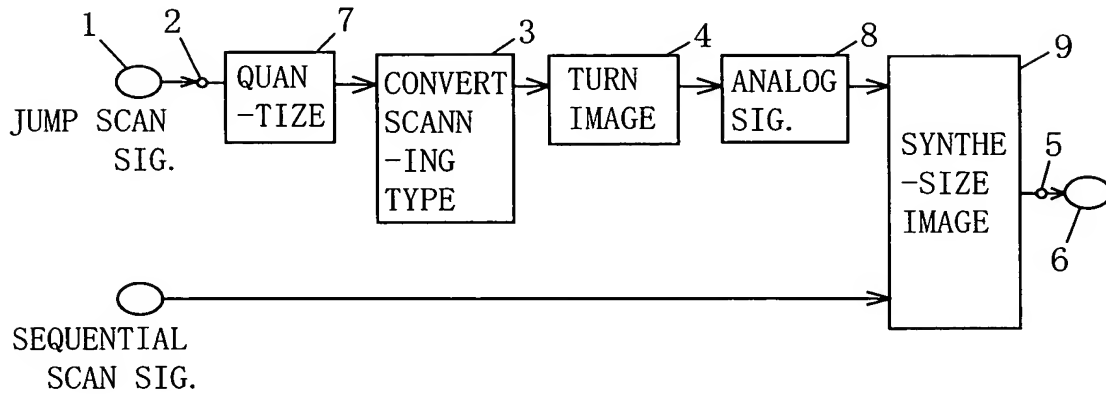 1
2
7
3
4
8
9
QUAN
-TIZE
CONVERT
SCANN
-ING
TYPE
TURN
IMAGE
ANALOG
SIG.
JUMP SCAN
SIG.
SYNTHE
-SIZE
IMAGE
5
6
SEQUENTIAL
SCAN SIG.